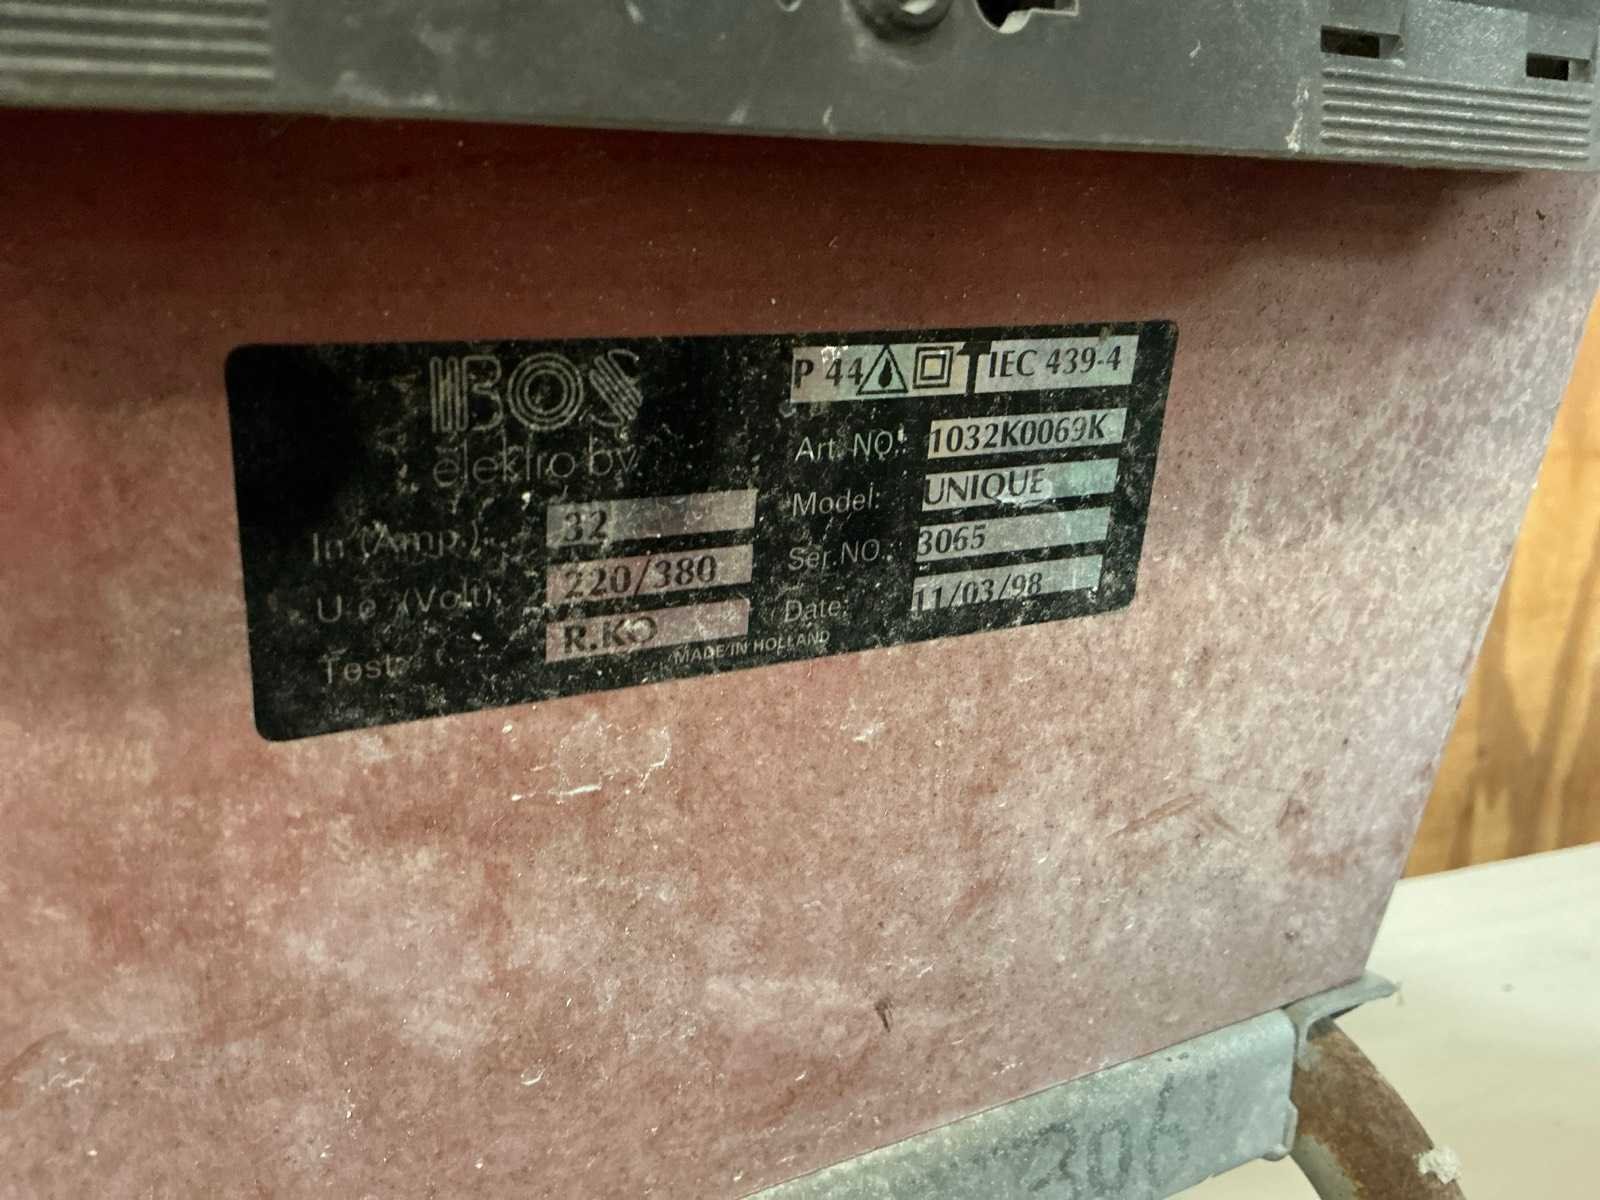 BOS
elektro bv
In (Amp.): 32
U e (Volt): 220/380
Test: R.KO
P 44 IEC 439-4
Art. NO.: 1032K0069K
Model: UNIQUE
Ser.NO.: 3065
Date: 11/03/98
MADE IN HOLLAND
306